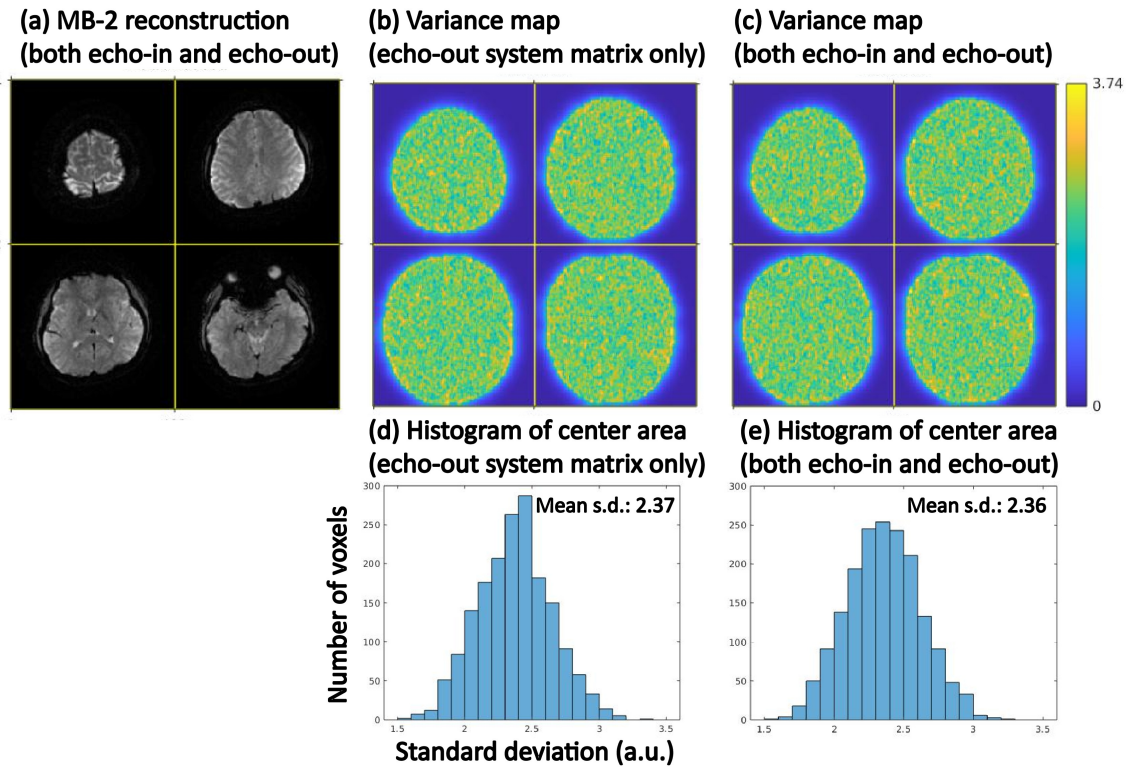 (a) MB-2 reconstruction
(both echo-in and echo-out)
(b) Variance map
(echo-out system matrix only)
(c) Variance map
(both echo-in and echo-out)
3.74
0
(d) Histogram of center area
(echo-out system matrix only)
Mean s.d.: 2.37
Number of voxels
300
250
200
150
100
50
0
1.5 2 2.5 3 3.5
Standard deviation (a.u.)
(e) Histogram of center area
(both echo-in and echo-out)
Mean s.d.: 2.36
300
250
200
150
100
50
0
1.5 2 2.5 3 3.5